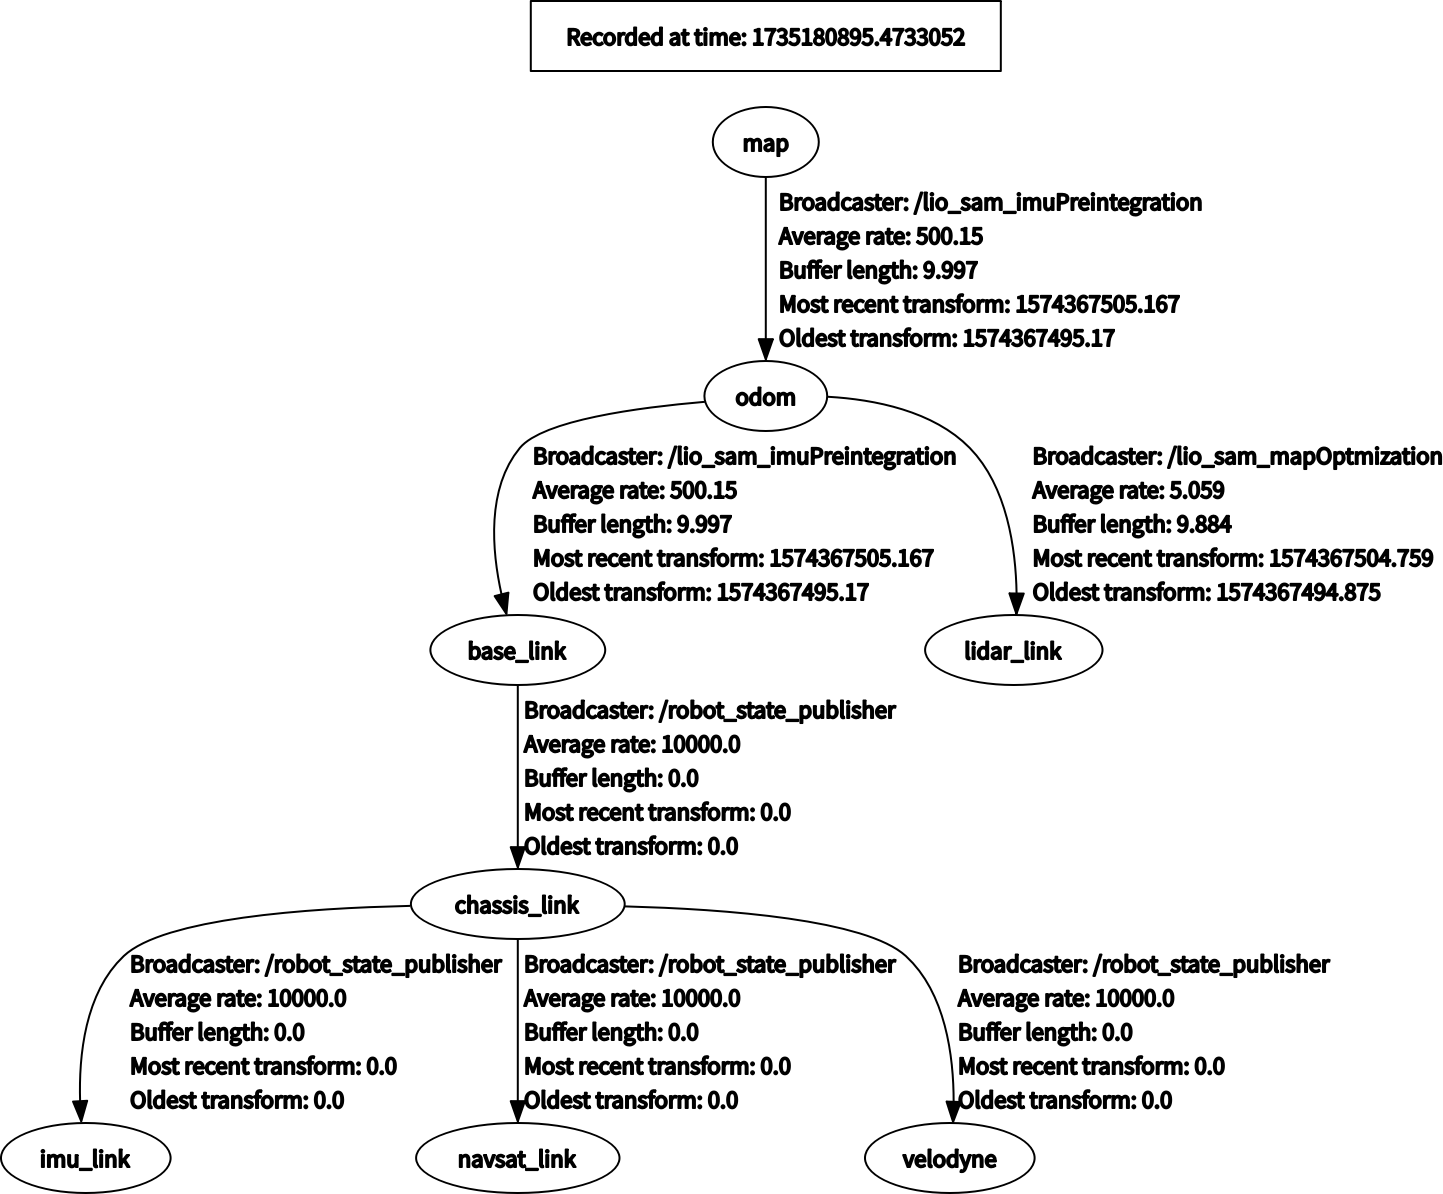 Recorded at time: 1735180895.4733052
map
Broadcaster: /lio_sam_imuPreintegration
Average rate: 500.15
Buffer length: 9.997
Most recent transform: 1574367505.167
Oldest transform: 1574367495.17
odom
Broadcaster: /lio_sam_imuPreintegration
Average rate: 500.15
Buffer length: 9.997
Most recent transform: 1574367505.167
Oldest transform: 1574367495.17
Broadcaster: /lio_sam_mapOptmization
Average rate: 5.059
Buffer length: 9.884
Most recent transform: 1574367504.759
Oldest transform: 1574367494.875
base_link
lidar_link
Broadcaster: /robot_state_publisher
Average rate: 10000.0
Buffer length: 0.0
Most recent transform: 0.0
Oldest transform: 0.0
chassis_link
Broadcaster: /robot_state_publisher
Average rate: 10000.0
Buffer length: 0.0
Most recent transform: 0.0
Oldest transform: 0.0
Broadcaster: /robot_state_publisher
Average rate: 10000.0
Buffer length: 0.0
Most recent transform: 0.0
Oldest transform: 0.0
Broadcaster: /robot_state_publisher
Average rate: 10000.0
Buffer length: 0.0
Most recent transform: 0.0
Oldest transform: 0.0
imu_link
navsat_link
velodyne